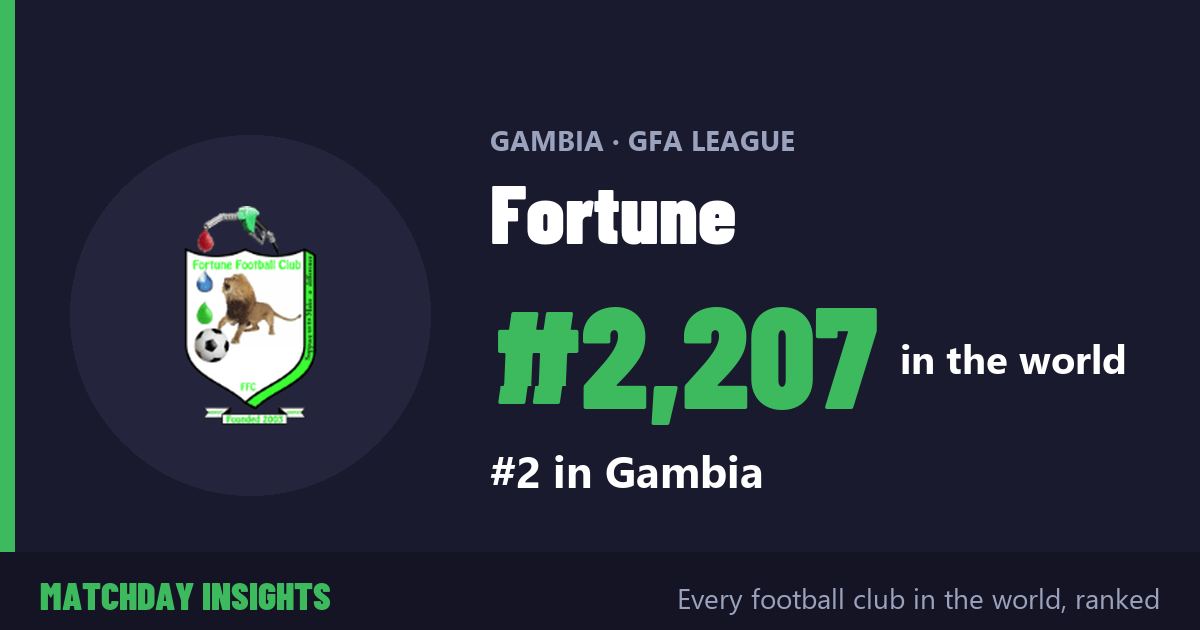 GAMBIA · GFA LEAGUE
Fortune
#2,207 in the world
#2 in Gambia
Fortune Football Club
FFC
MATCHDAY INSIGHTS
Every football club in the world, ranked